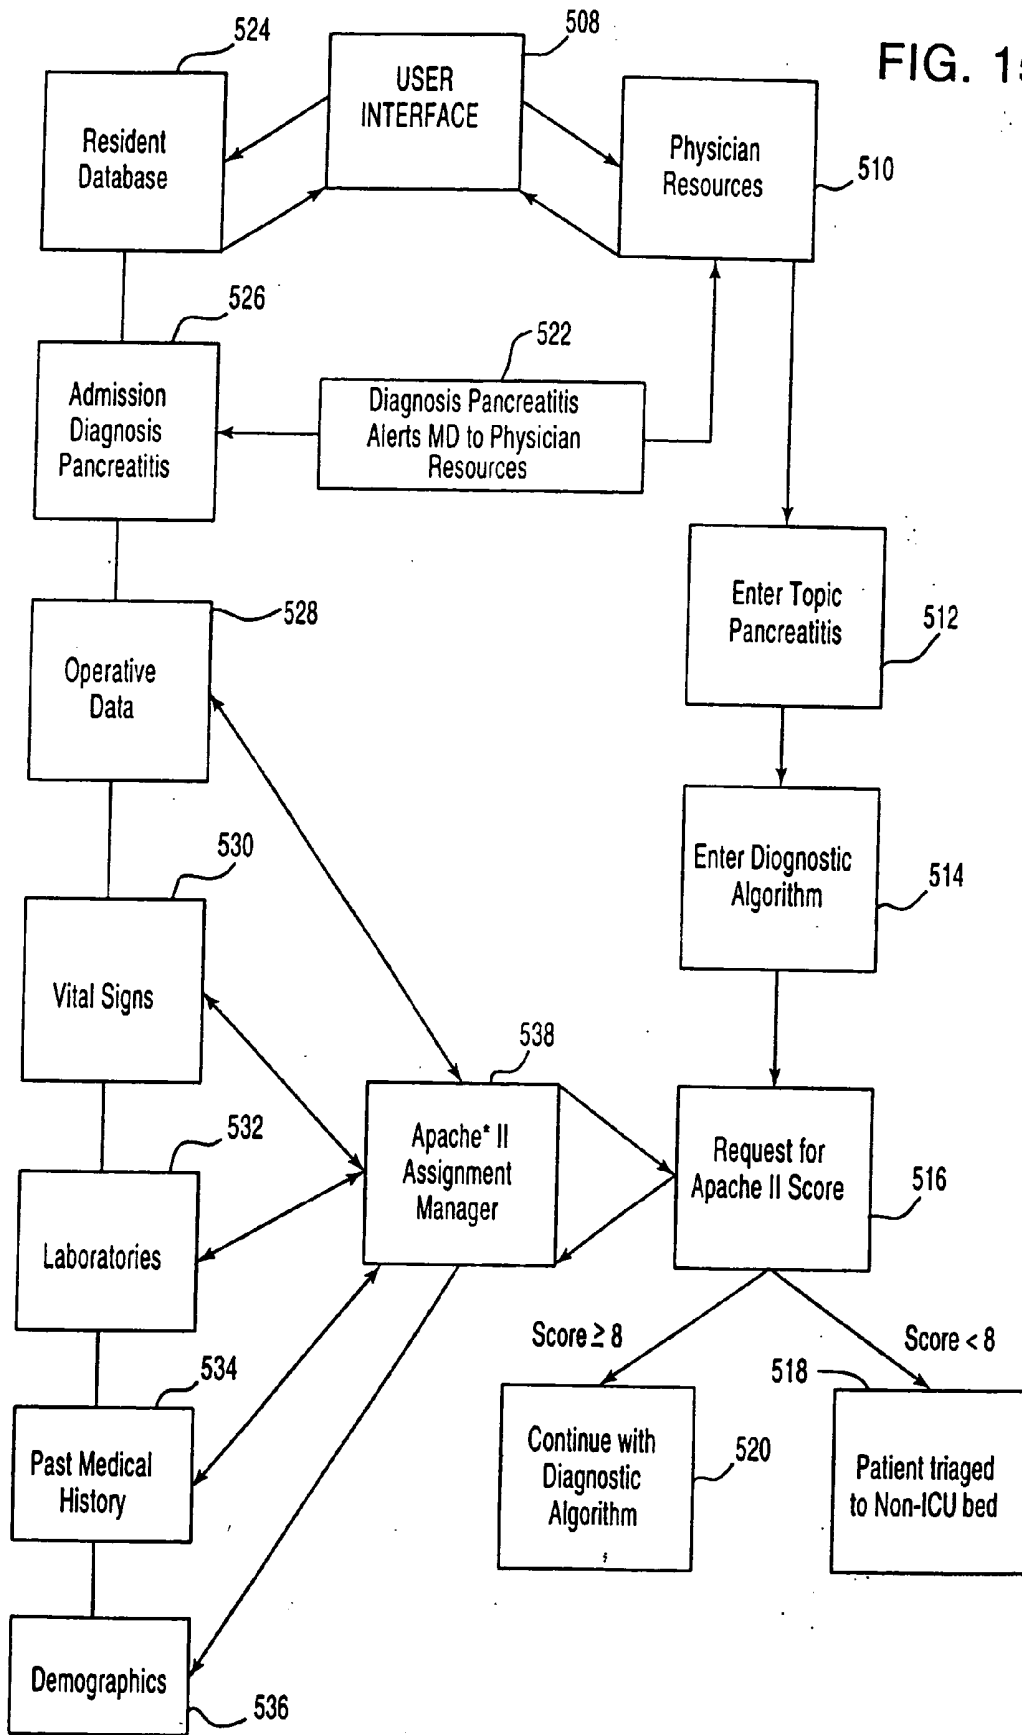 FIG. 15
524
508
USER
INTERFACE
Resident
Database
Physician
Resources
510
526
522
Admission
Diagnosis
Pancreatitis
Diagnosis Pancreatitis
Alerts MD to Physician
Resources
528
Operative
Data
Enter Topic
Pancreatitis
512
530
Enter Diognostic
Algorithm
514
Vital Signs
538
532
Apache* II
Assignment
Manager
Request for
Apache II Score
516
Laboratories
Score ≥ 8
Score < 8
534
518
Past Medical
History
Continue with
Diagnostic
Algorithm
520
Patient triaged
to Non-ICU bed
Demographics
536